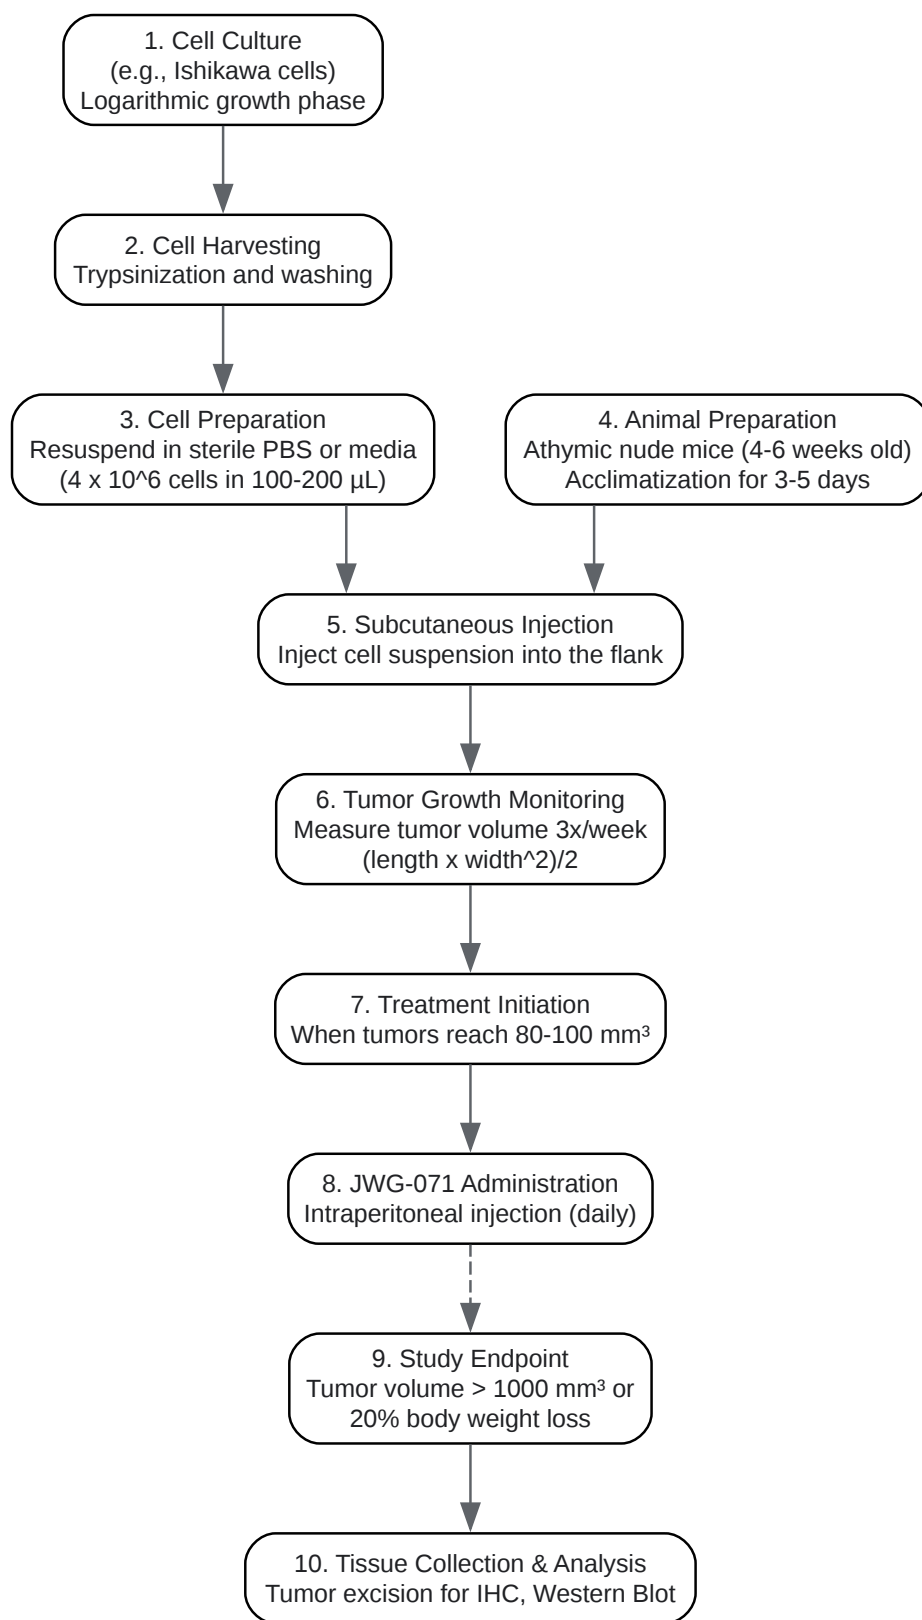 1. Cell Culture
(e.g., Ishikawa cells)
Logarithmic growth phase
2. Cell Harvesting
Trypsinization and washing
3. Cell Preparation
Resuspend in sterile PBS or media
(4 x 10^6 cells in 100-200 µL)
4. Animal Preparation
Athymic nude mice (4-6 weeks old)
Acclimatization for 3-5 days
5. Subcutaneous Injection
Inject cell suspension into the flank
6. Tumor Growth Monitoring
Measure tumor volume 3x/week
(length x width^2)/2
7. Treatment Initiation
When tumors reach 80-100 mm³
8. JWG-071 Administration
Intraperitoneal injection (daily)
9. Study Endpoint
Tumor volume > 1000 mm³ or
20% body weight loss
10. Tissue Collection & Analysis
Tumor excision for IHC, Western Blot